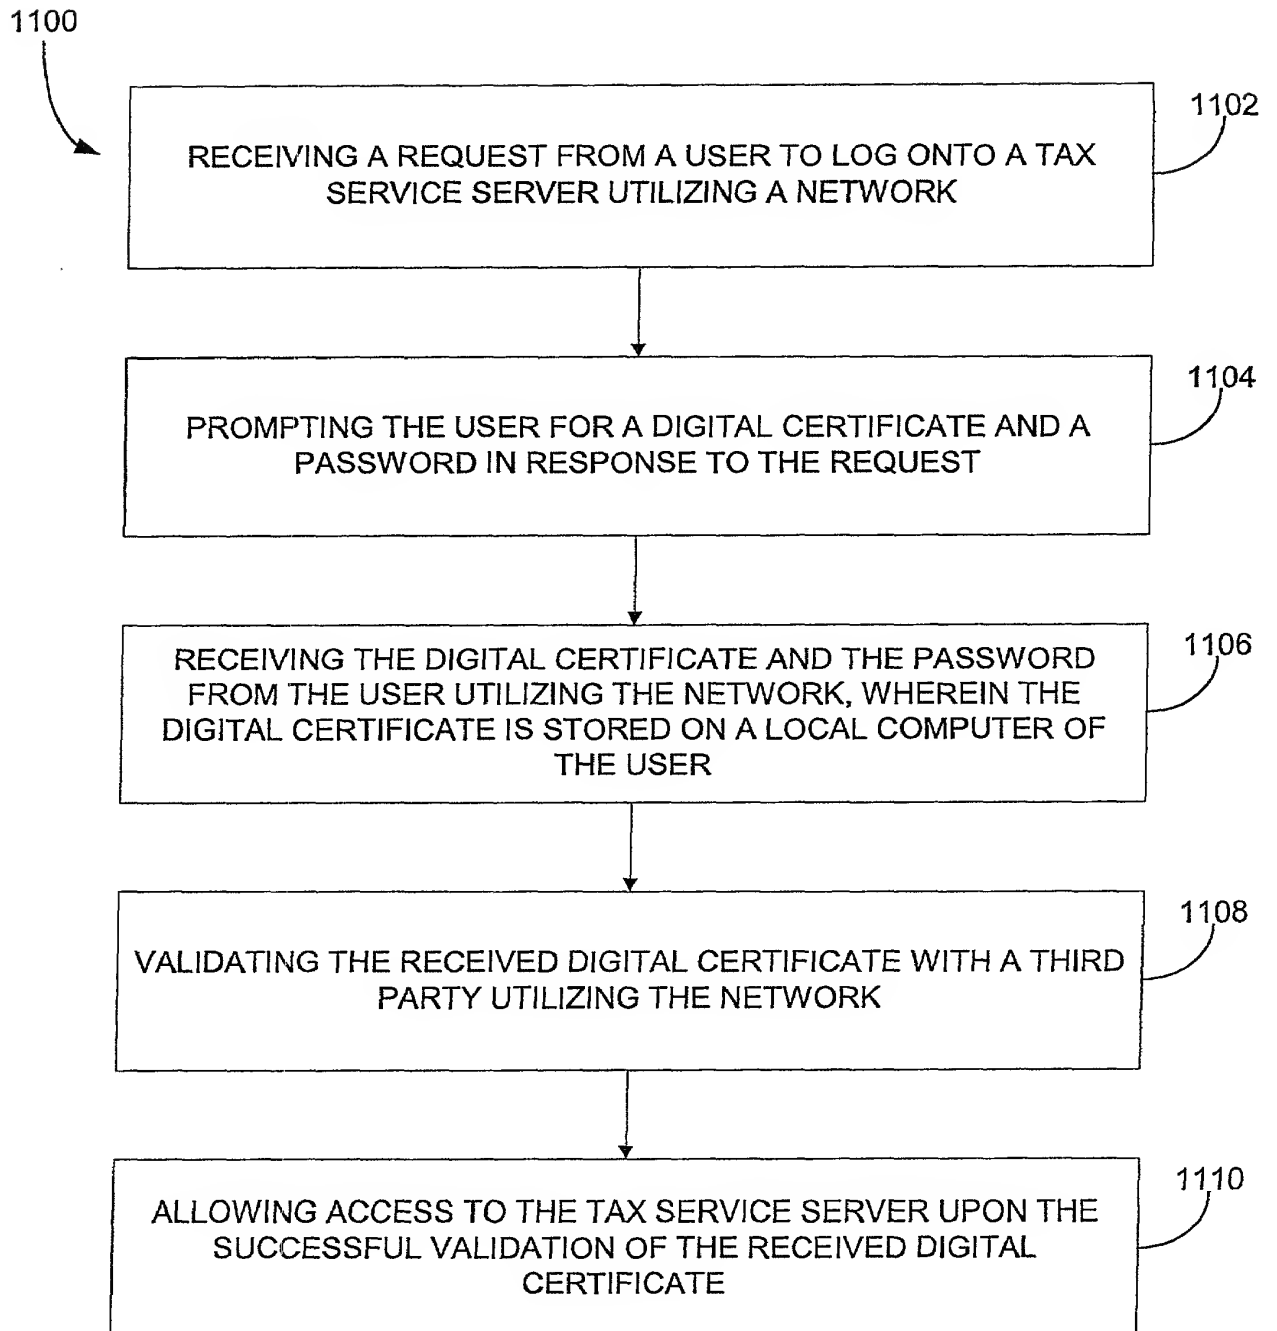 1100
1102
RECEIVING A REQUEST FROM A USER TO LOG ONTO A TAX
SERVICE SERVER UTILIZING A NETWORK
1104
PROMPTING THE USER FOR A DIGITAL CERTIFICATE AND A
PASSWORD IN RESPONSE TO THE REQUEST
1106
RECEIVING THE DIGITAL CERTIFICATE AND THE PASSWORD
FROM THE USER UTILIZING THE NETWORK, WHEREIN THE
DIGITAL CERTIFICATE IS STORED ON A LOCAL COMPUTER OF
THE USER
1108
VALIDATING THE RECEIVED DIGITAL CERTIFICATE WITH A THIRD
PARTY UTILIZING THE NETWORK
1110
ALLOWING ACCESS TO THE TAX SERVICE SERVER UPON THE
SUCCESSFUL VALIDATION OF THE RECEIVED DIGITAL
CERTIFICATE